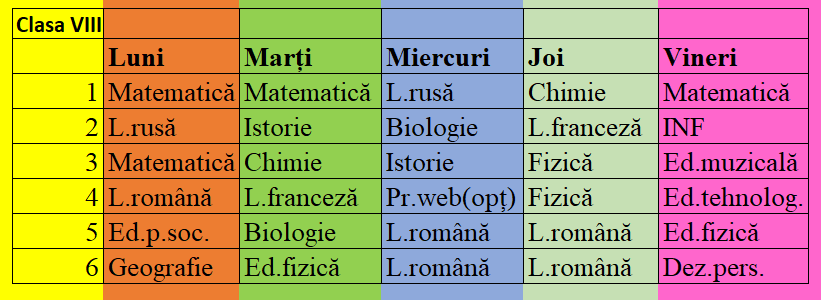 Clasa VIII
Luni Marți Miercuri Joi Vineri
1 Matematică Matematică L.rusă Chimie Matematică
2 L.rusă Istorie Biologie L.franceză INF
3 Matematică Chimie Istorie Fizică Ed.muzicală
4 L.română L.franceză Pr.web(opț) Fizică Ed.tehnolog.
5 Ed.p.soc. Biologie L.română L.română Ed.fizică
6 Geografie Ed.fizică L.română L.română Dez.pers.